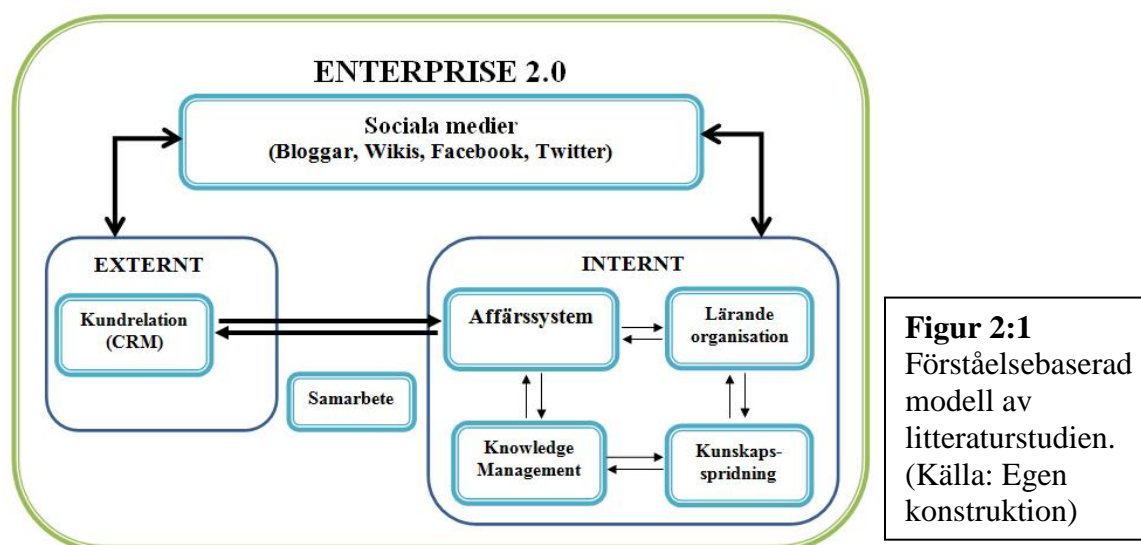 ENTERPRISE 2.0
Sociala medier
(Bloggar, Wikis, Facebook, Twitter)
EXTERNT
Kundrelation
(CRM)
Samarbete
INTERNT
Affärssystem
Lärande
organisation
Knowledge
Management
Kunskaps-
spridning
Figur 2:1
Förståelsebaserad
modell av
litteraturstudien.
(Källa: Egen
konstruktion)